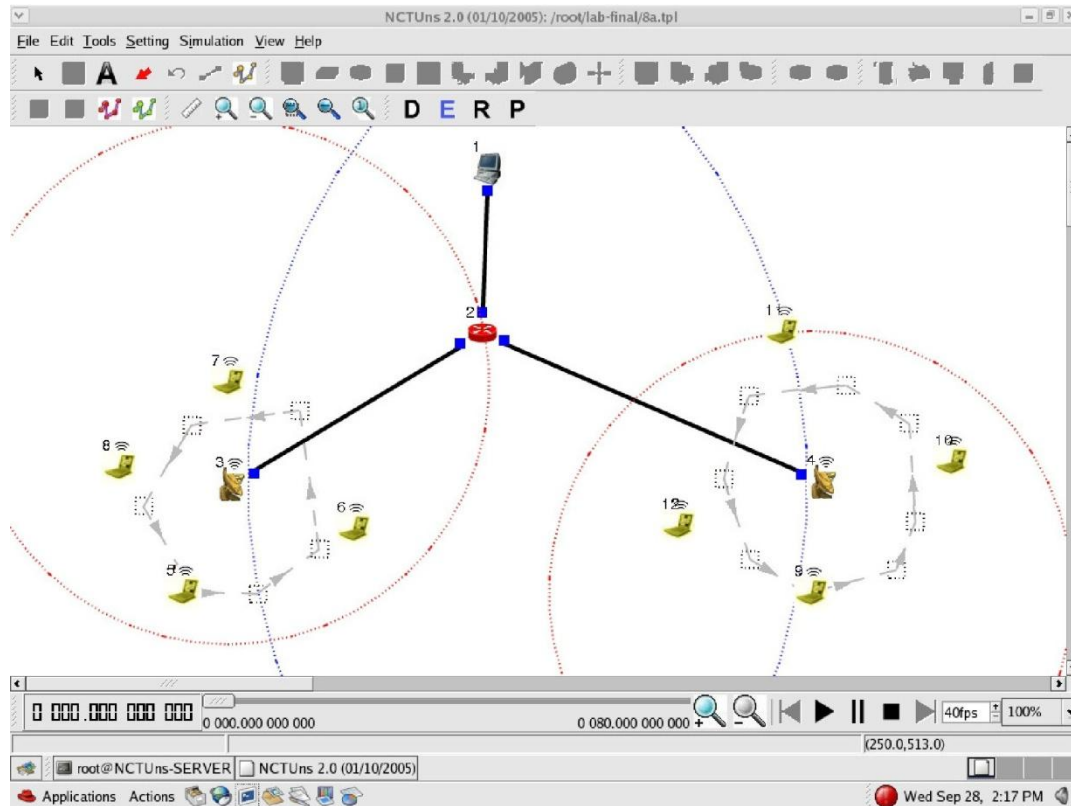 NCTUns 2.0 (01/10/2005): /root/lab-final/8a.tpl
File Edit Tools Setting Simulation View Help
A
D E R P
1
2
11
7
8
3
4
10
6
12
5
9
0 000.000 000 000
0 000.000 000 000
0 080.000 000 000
40fps
100%
(250.0,513.0)
root@NCTUns-SERVER
NCTUns 2.0 (01/10/2005)
Applications Actions
Wed Sep 28, 2:17 PM